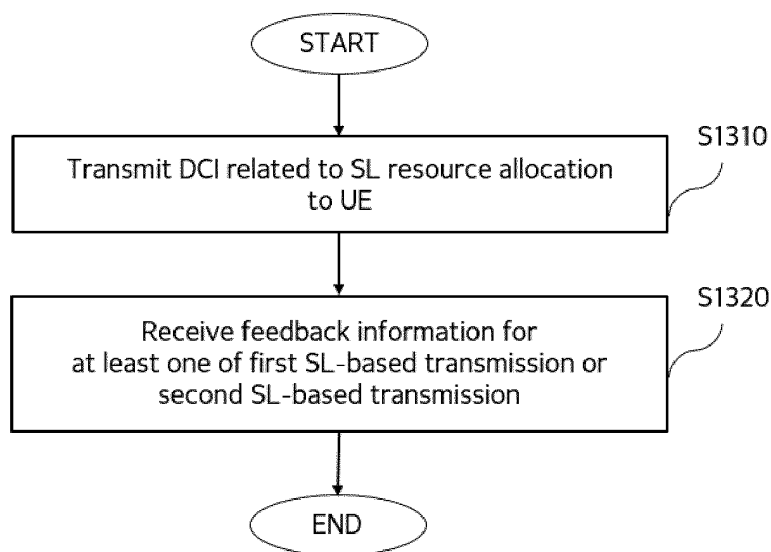 START
S1310
Transmit DCI related to SL resource allocation
to UE
S1320
Receive feedback information for
at least one of first SL-based transmission or
second SL-based transmission
END